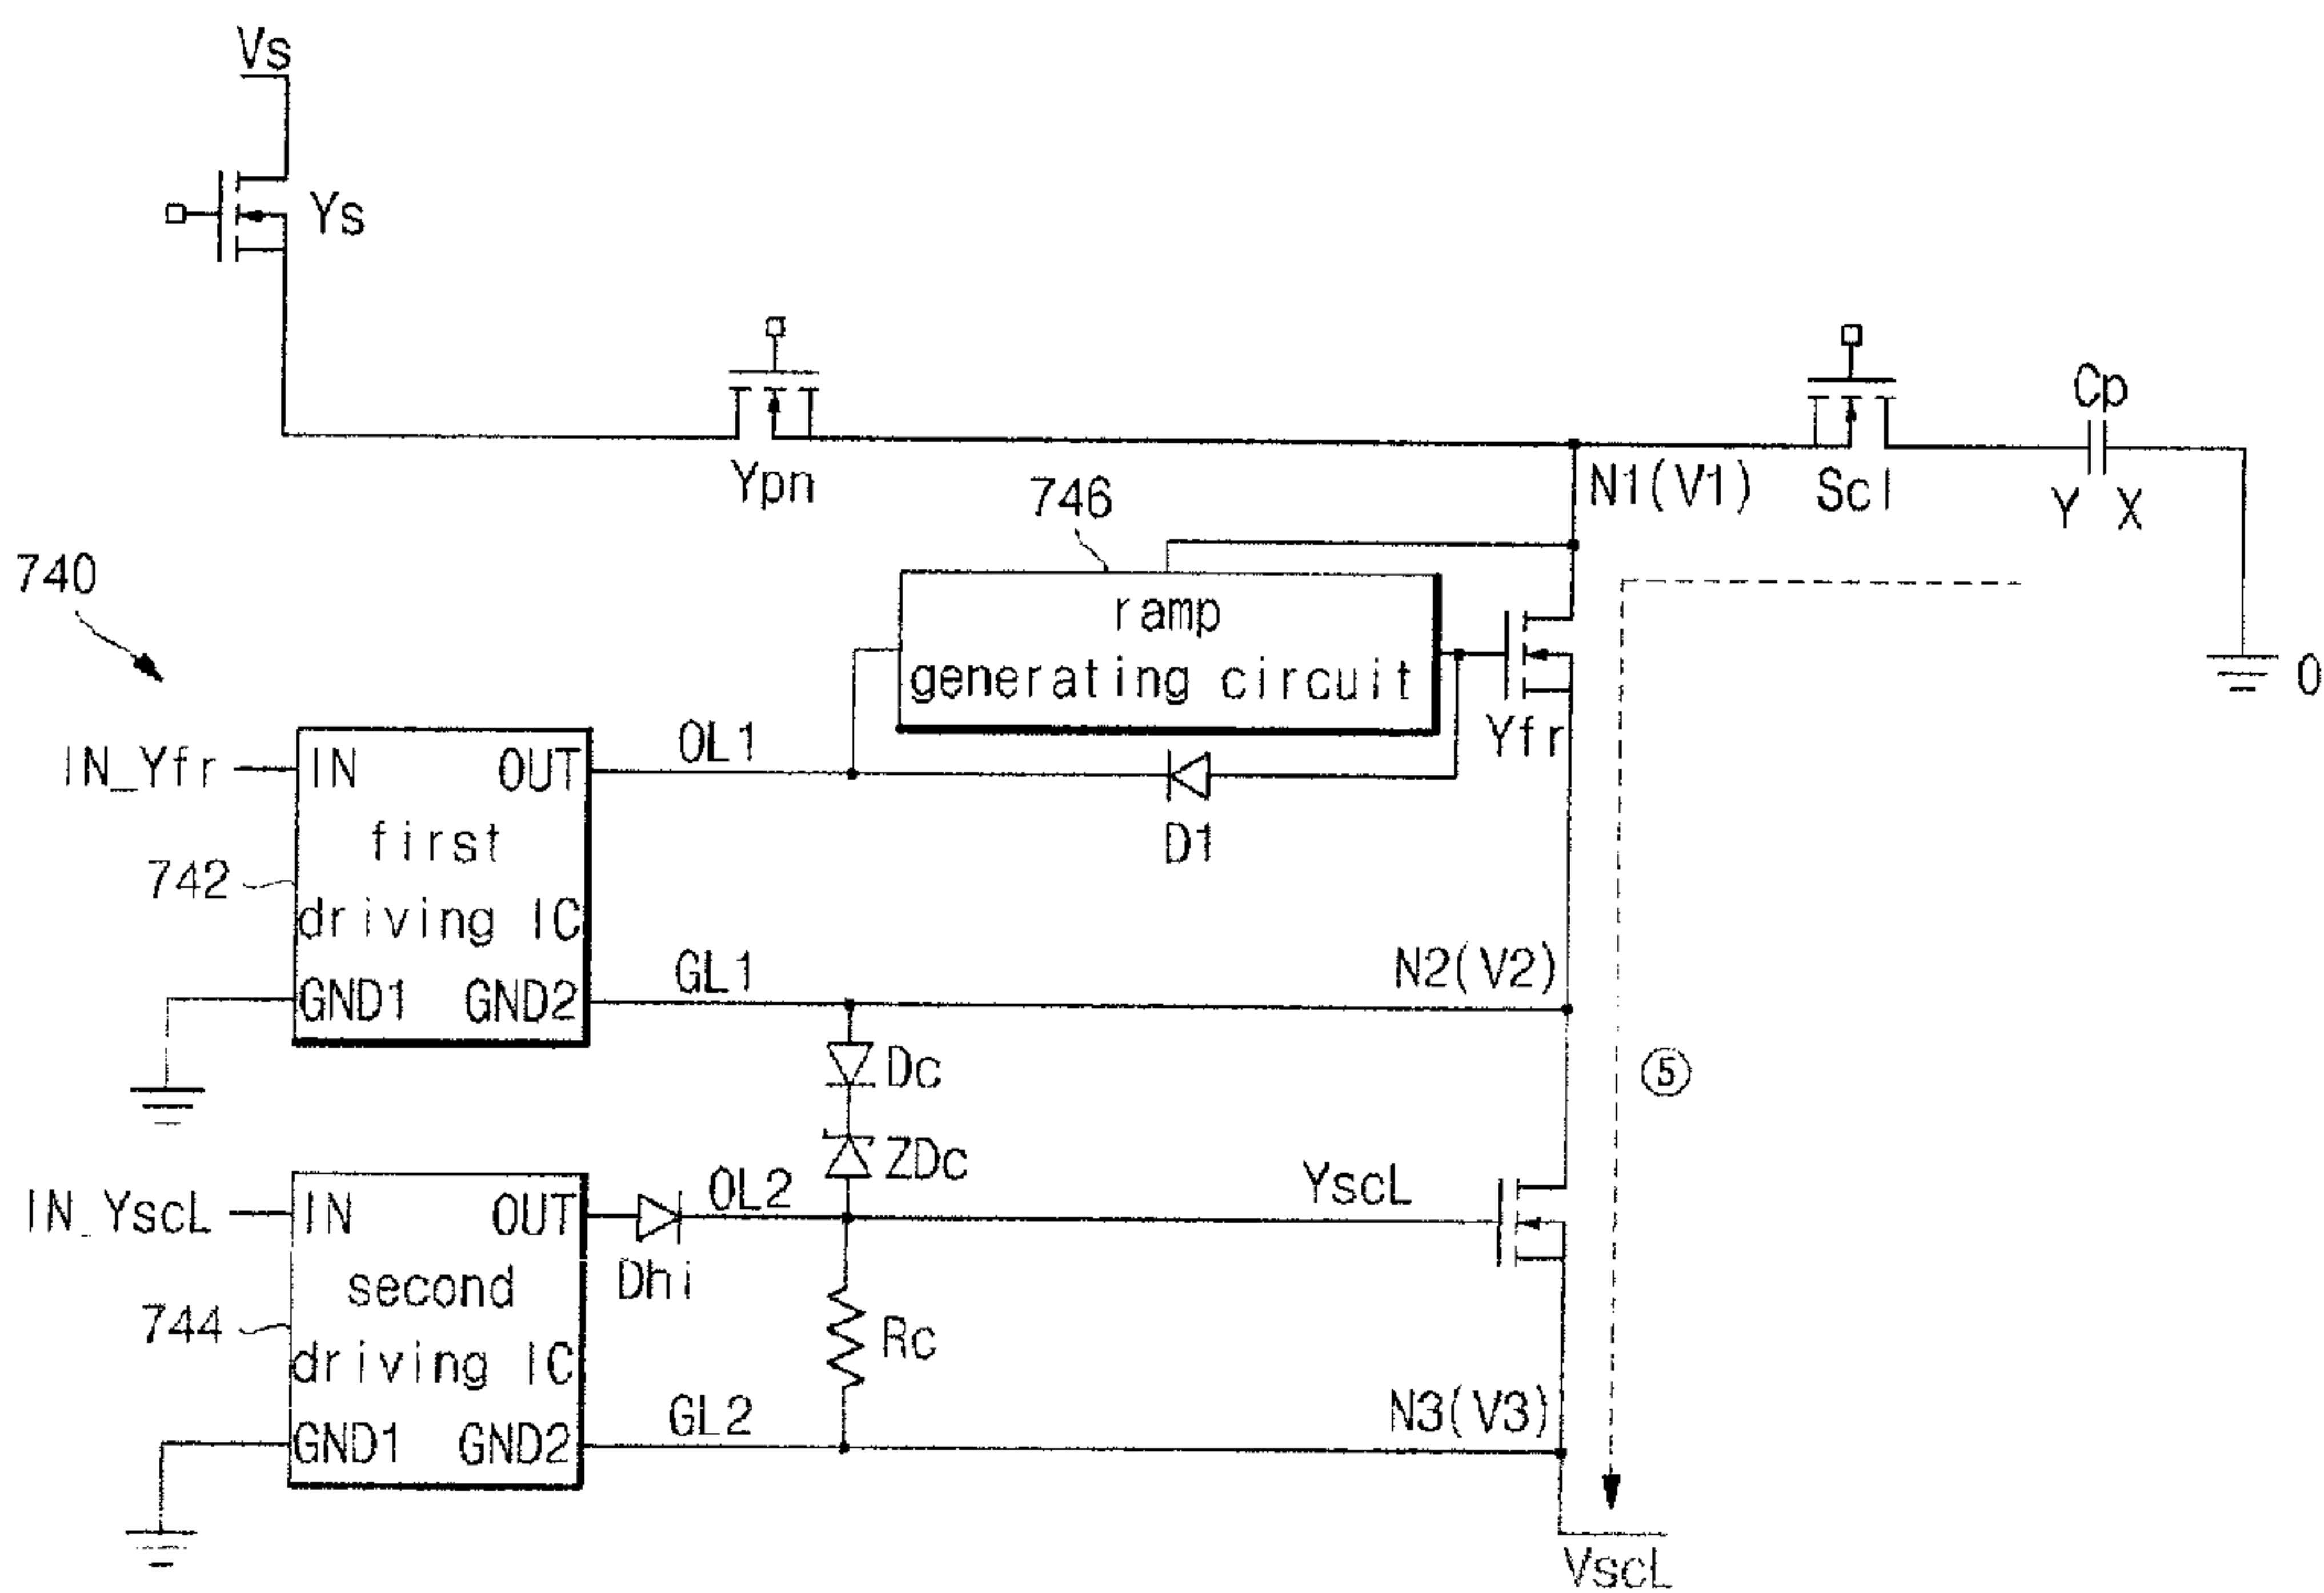 Vs
Ys
Cp
Ypn
N1(V1)
Scl
Y X
746
740
ramp
generating circuit
0
Yfr
IN_Yfr
IN OUT
OL1
first
D1
742
driving IC
GL1
N2(V2)
GND1 GND2
Dc
⑤
ZDc
IN_YscL
IN OUT
OL2
YscL
Dhi
second
744
Rc
driving IC
GL2
N3(V3)
GND1 GND2
VscL